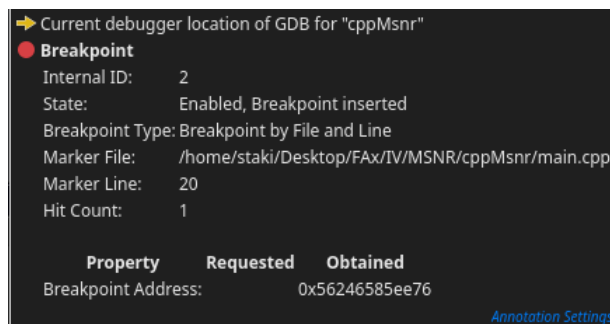 Current debugger location of GDB for "cppMsnr"
Breakpoint
Internal ID: 2
State: Enabled, Breakpoint inserted
Breakpoint Type: Breakpoint by File and Line
Marker File: /home/staki/Desktop/FAx/IV/MSNR/cppMsnr/main.cpp
Marker Line: 20
Hit Count: 1
Property Requested Obtained
Breakpoint Address: 0x56246585ee76
Annotation Settings